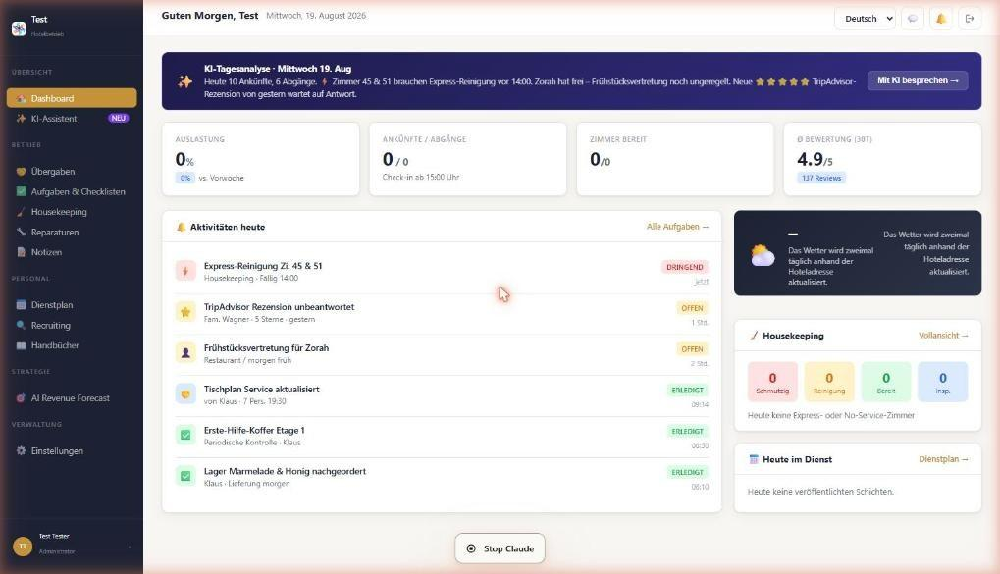 Test
Hotelbetrieb
ÜBERSICHT
Dashboard
KI-Assistent NEU
BETRIEB
Übergaben
Aufgaben & Checklisten
Housekeeping
Reparaturen
Notizen
PERSONAL
Dienstplan
Recruiting
Handbücher
STRATEGIE
AI Revenue Forecast
VERWALTUNG
Einstellungen
TT
Test Tester
Administrator
Guten Morgen, Test Mittwoch, 19. August 2026
Deutsch
KI-Tagesanalyse · Mittwoch 19. Aug
Heute 10 Ankünfte, 6 Abgänge. Zimmer 45 & 51 brauchen Express-Reinigung vor 14:00. Zorah hat frei – Frühstücksvertretung noch ungeregelt. Neue TripAdvisor-
Rezension von gestern wartet auf Antwort.
Mit KI besprechen →
AUSLASTUNG
0%
0% vs. Vorwoche
ANKÜNFTE / ABGÄNGE
0 / 0
Check-in ab 15:00 Uhr
ZIMMER BEREIT
0/0
Ø BEWERTUNG (30T)
4.9/5
137 Reviews
Aktivitäten heute
Alle Aufgaben →
Express-Reinigung Zi. 45 & 51
Housekeeping · Fällig 14:00
DRINGEND
Jetzt
TripAdvisor Rezension unbeantwortet
Fam. Wagner · 5 Sterne · gestern
OFFEN
1 Std.
Frühstücksvertretung für Zorah
Restaurant / morgen früh
OFFEN
2 Std.
Tischplan Service aktualisiert
von Klaus · 7 Pers. 19:30
ERLEDIGT
09:14
Erste-Hilfe-Koffer Etage 1
Periodische Kontrolle · Klaus
ERLEDIGT
08:30
Lager Marmelade & Honig nachgeordert
Klaus · Lieferung morgen
ERLEDIGT
08:10
—
Das Wetter wird zweimal
täglich anhand der
Hoteladresse
aktualisiert.
Das Wetter wird zweimal
täglich anhand der
Hoteladresse
aktualisiert.
Housekeeping
Vollansicht →
0
Schmutzig
0
Reinigung
0
Bereit
0
Insp.
Heute keine Express- oder No-Service-Zimmer
Heute im Dienst
Dienstplan →
Heute keine veröffentlichten Schichten.
Stop Claude